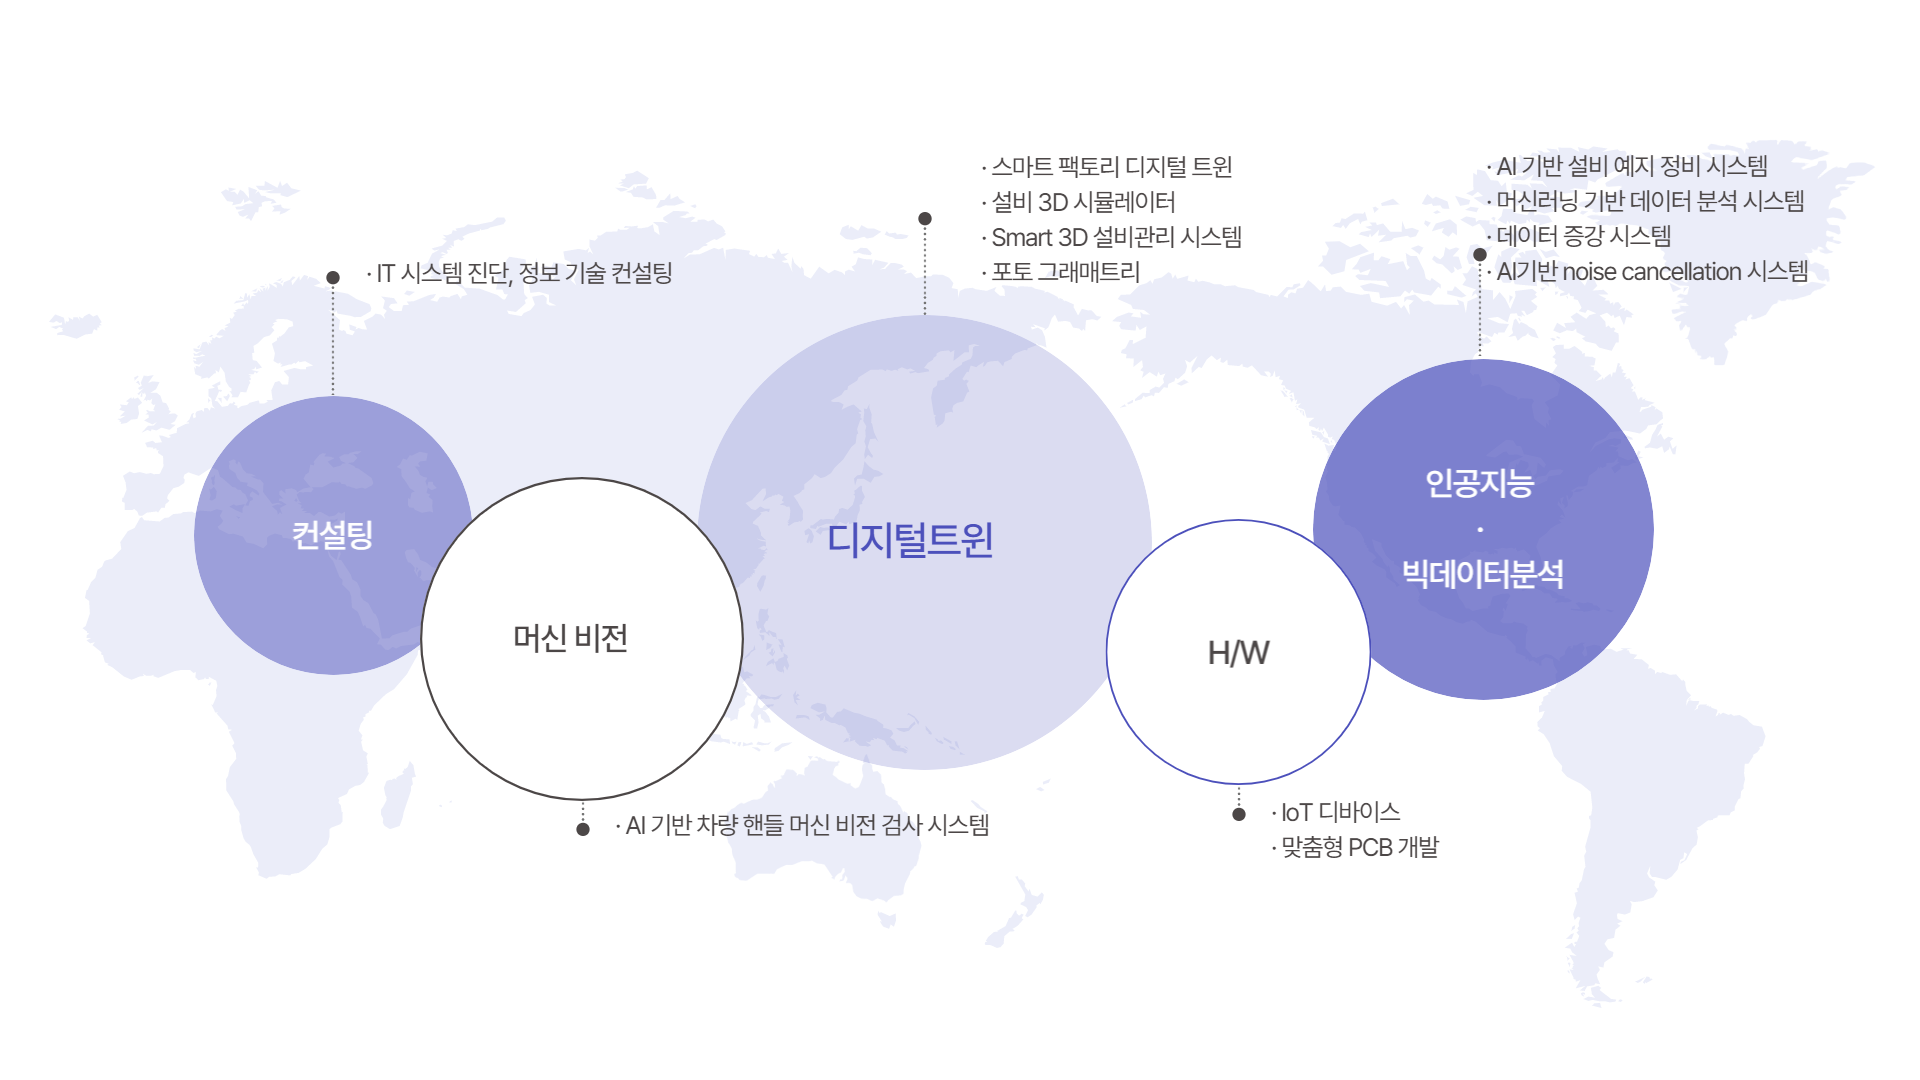 · IT 시스템 진단, 정보 기술 컨설팅
컨설팅
머신 비전
· AI 기반 차량 핸들 머신 비전 검사 시스템
· 스마트 팩토리 디지털 트윈
· 설비 3D 시뮬레이터
· Smart 3D 설비관리 시스템
· 포토 그래매트리
디지털트윈
H/W
· IoT 디바이스
· 맞춤형 PCB 개발
· AI 기반 설비 예지 정비 시스템
· 머신러닝 기반 데이터 분석 시스템
· 데이터 증강 시스템
· AI기반 noise cancellation 시스템
인공지능
·
빅데이터분석